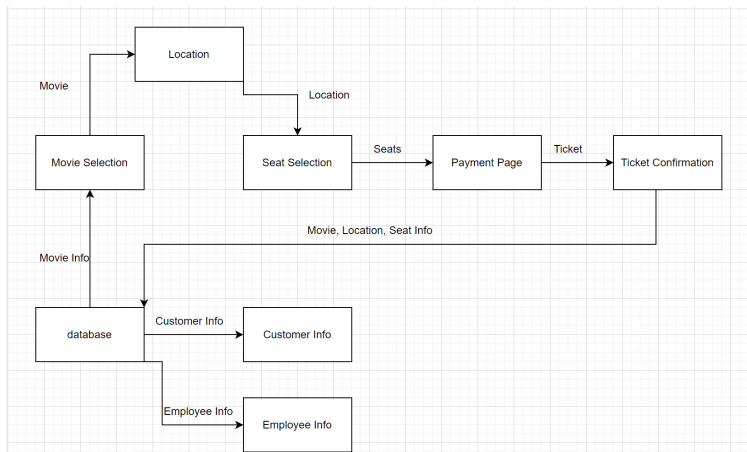 Location
Movie
Location
Movie Selection
Seat Selection
Seats
Payment Page
Ticket
Ticket Confirmation
Movie, Location, Seat Info
Movie Info
database
Customer Info
Customer Info
Employee Info
Employee Info